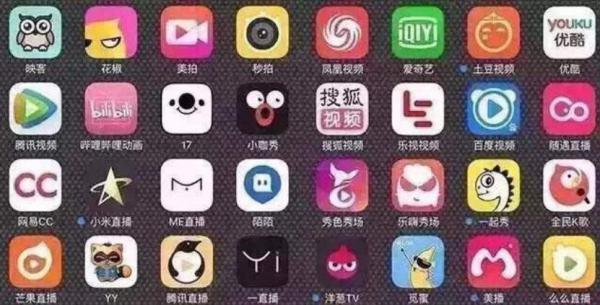 iQIYI
YOUKU
优酷
映客 花椒 美拍 秒拍 凤凰视频 爱奇艺 土豆视频 优酷
bilibili
搜狐
视频
腾讯视频 哔哩哔哩动画 17 小咖秀 搜狐视频 乐视视频 百度视频 随遇直播
CC
网易CC 小米直播 ME直播 陌陌 秀色秀场 乐嗨秀场 一起秀 全民K歌
Yi
芒果直播 YY 腾讯直播 一直播 洋葱TV 觅蕉 美播 么么直播